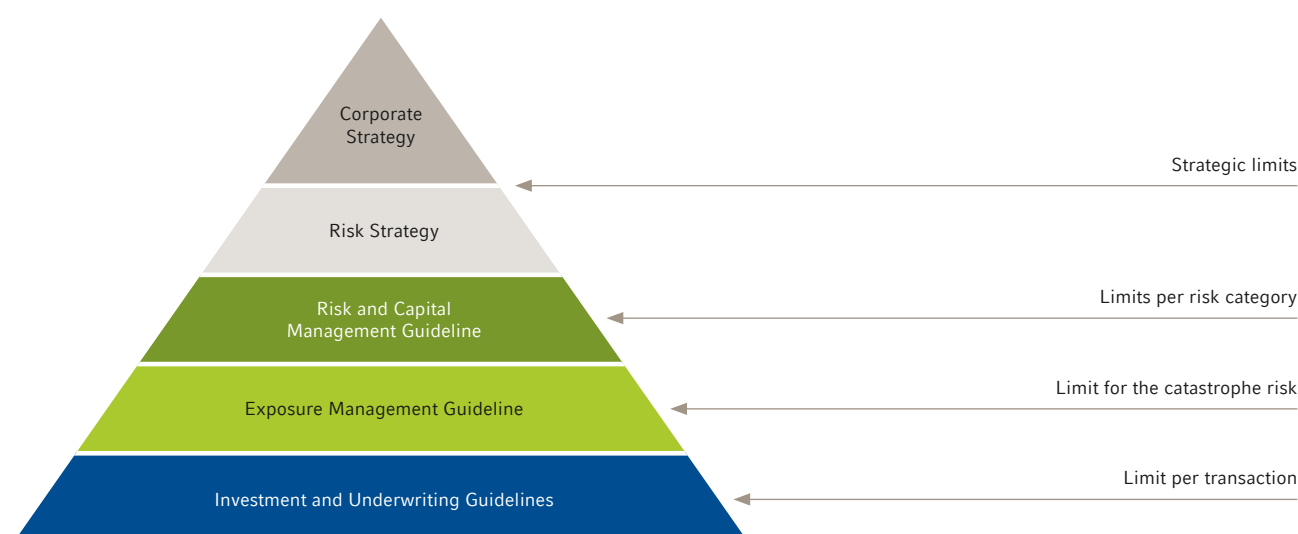 Corporate
Strategy
Strategic limits
Risk Strategy
Limits per risk category
Risk and Capital
Management Guideline
Limit for the catastrophe risk
Exposure Management Guideline
Limit per transaction
Investment and Underwriting Guidelines